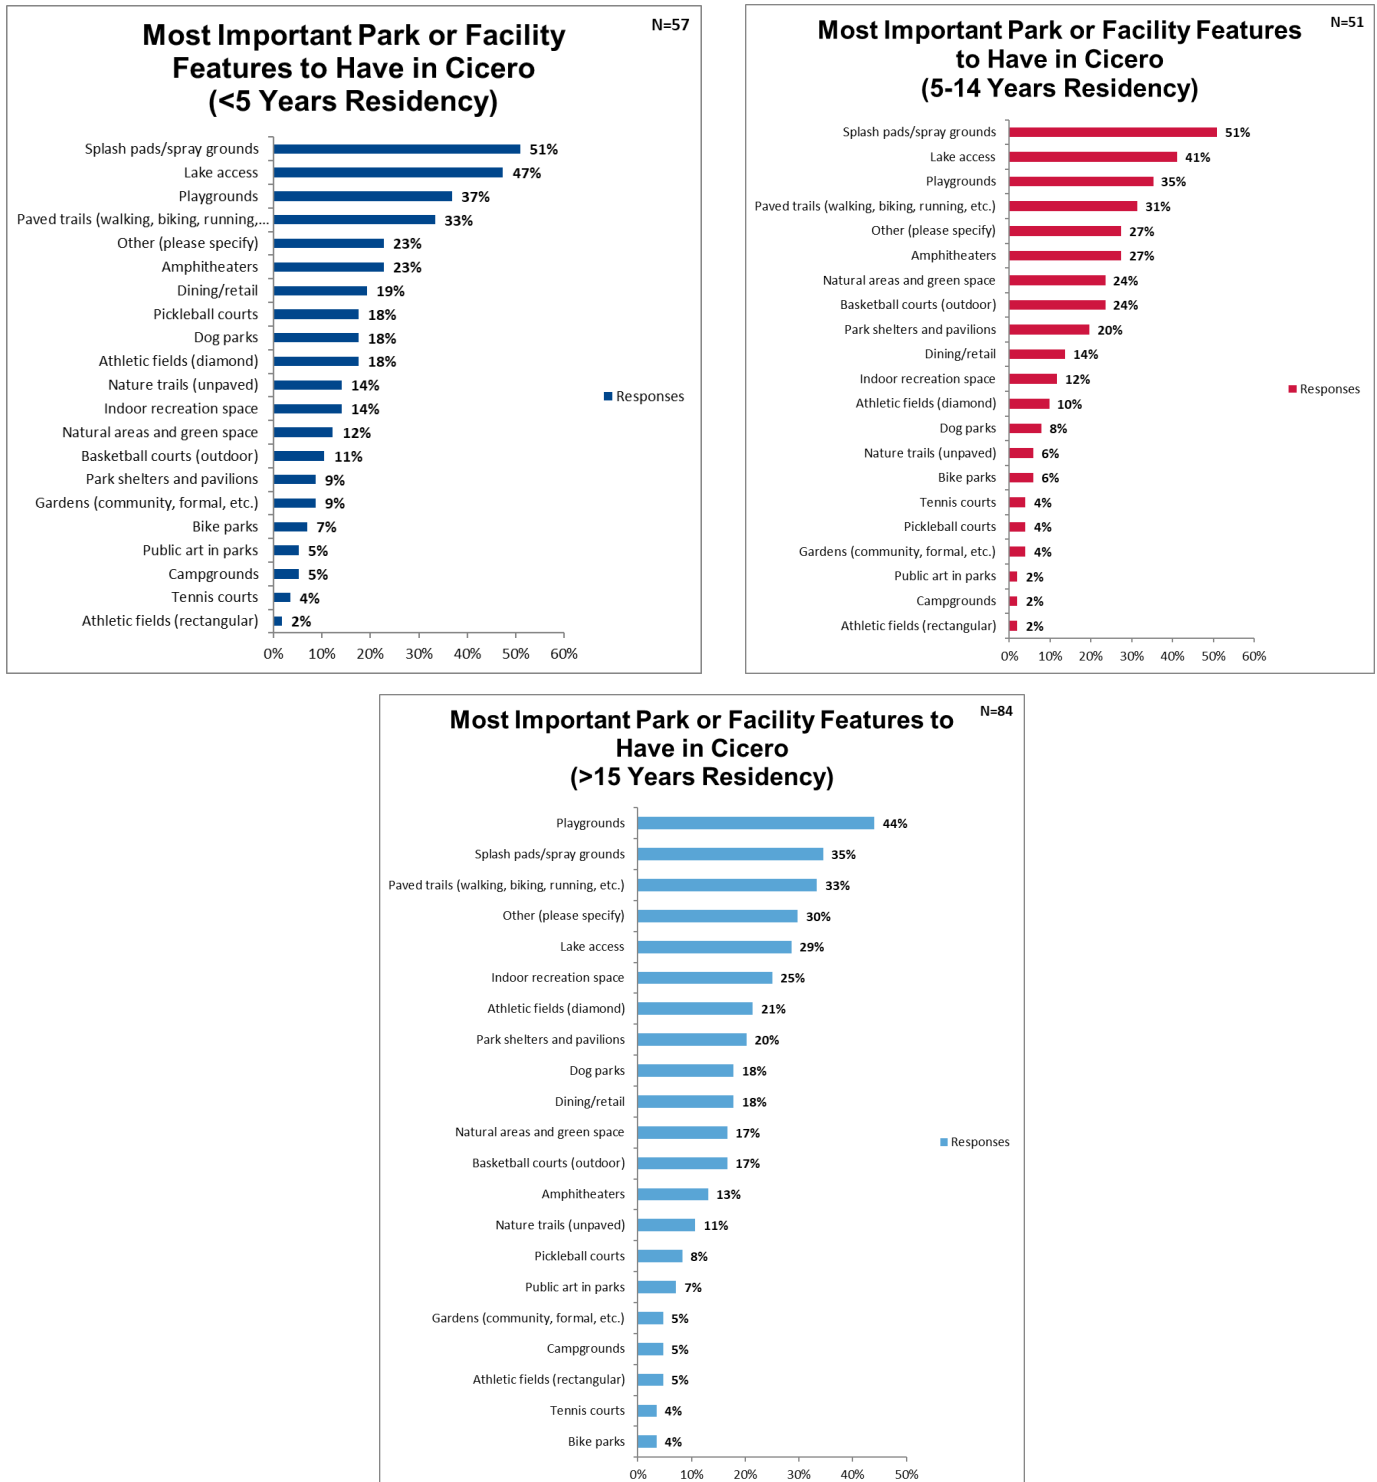 N=57
Most Important Park or Facility
Features to Have in Cicero
(<5 Years Residency)
Splash pads/spray grounds 51%
Lake access 47%
Playgrounds 37%
Paved trails (walking, biking, running,... 33%
Other (please specify) 23%
Amphitheaters 23%
Dining/retail 19%
Pickleball courts 18%
Dog parks 18%
Athletic fields (diamond) 18%
Nature trails (unpaved) 14%
Indoor recreation space 14%
Natural areas and green space 12%
Basketball courts (outdoor) 11%
Park shelters and pavilions 9%
Gardens (community, formal, etc.) 9%
Bike parks 7%
Public art in parks 5%
Campgrounds 5%
Tennis courts 4%
Athletic fields (rectangular) 2%
0% 10% 20% 30% 40% 50% 60%
Responses
N=51
Most Important Park or Facility Features
to Have in Cicero
(5-14 Years Residency)
Splash pads/spray grounds 51%
Lake access 41%
Playgrounds 35%
Paved trails (walking, biking, running, etc.) 31%
Other (please specify) 27%
Amphitheaters 27%
Natural areas and green space 24%
Basketball courts (outdoor) 24%
Park shelters and pavilions 20%
Dining/retail 14%
Indoor recreation space 12%
Athletic fields (diamond) 10%
Dog parks 8%
Nature trails (unpaved) 6%
Bike parks 6%
Tennis courts 4%
Pickleball courts 4%
Gardens (community, formal, etc.) 4%
Public art in parks 2%
Campgrounds 2%
Athletic fields (rectangular) 2%
0% 10% 20% 30% 40% 50% 60%
Responses
N=84
Most Important Park or Facility Features to
Have in Cicero
(>15 Years Residency)
Playgrounds 44%
Splash pads/spray grounds 35%
Paved trails (walking, biking, running, etc.) 33%
Other (please specify) 30%
Lake access 29%
Indoor recreation space 25%
Athletic fields (diamond) 21%
Park shelters and pavilions 20%
Dog parks 18%
Dining/retail 18%
Natural areas and green space 17%
Basketball courts (outdoor) 17%
Amphitheaters 13%
Nature trails (unpaved) 11%
Pickleball courts 8%
Public art in parks 7%
Gardens (community, formal, etc.) 5%
Campgrounds 5%
Athletic fields (rectangular) 5%
Tennis courts 4%
Bike parks 4%
0% 10% 20% 30% 40% 50%
Responses